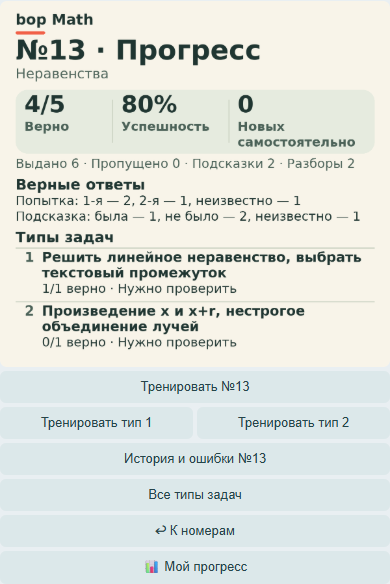 bop Math
№13 · Прогресс
Неравенства
4/5 80% 0
Верно Успешность Новых
самостоятельно
Выдано 6 · Пропущено 0 · Подсказки 2 · Разборы 2
Верные ответы
Попытка: 1-я — 2, 2-я — 1, неизвестно — 1
Подсказка: была — 1, не было — 2, неизвестно — 1
Типы задач
1 Решить линейное неравенство, выбрать
текстовый промежуток
1/1 верно · Нужно проверить
2 Произведение x и x+r, нестрогое
объединение лучей
0/1 верно · Нужно проверить
Тренировать №13
Тренировать тип 1 Тренировать тип 2
История и ошибки №13
Все типы задач
↩ К номерам
📊 Мой прогресс